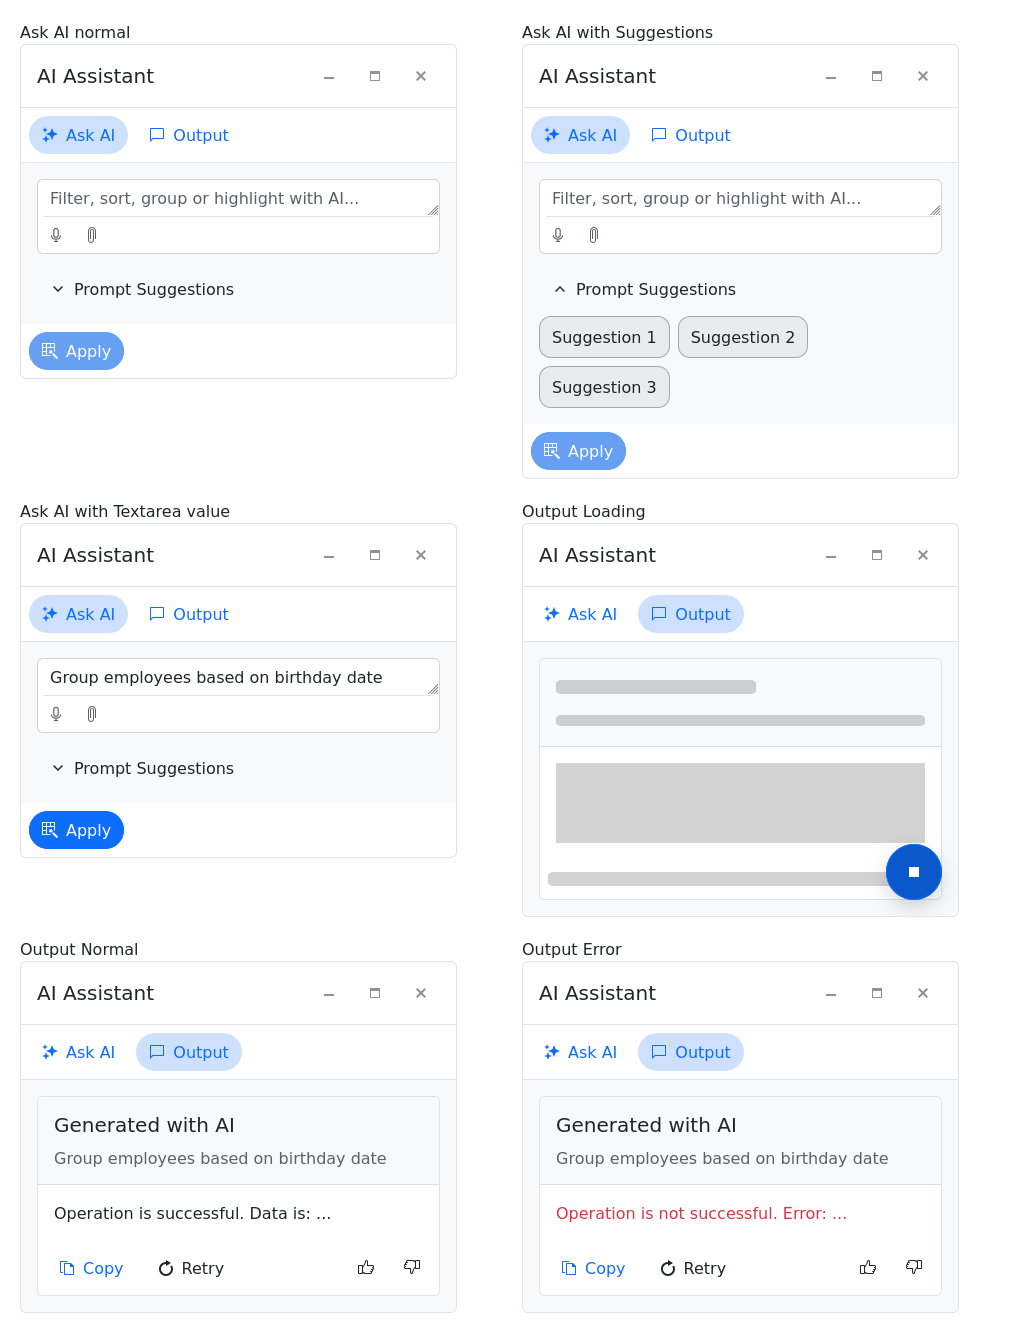 Ask AI normal
AI Assistant
Ask AI Output
Filter, sort, group or highlight with AI...
Prompt Suggestions
Apply
Ask AI with Suggestions
AI Assistant
Ask AI Output
Filter, sort, group or highlight with AI...
Prompt Suggestions
Suggestion 1 Suggestion 2
Suggestion 3
Apply
Ask AI with Textarea value
AI Assistant
Ask AI Output
Group employees based on birthday date
Prompt Suggestions
Apply
Output Loading
AI Assistant
Ask AI Output
Output Normal
AI Assistant
Ask AI Output
Generated with AI
Group employees based on birthday date
Operation is successful. Data is: ...
Copy Retry
Output Error
AI Assistant
Ask AI Output
Generated with AI
Group employees based on birthday date
Operation is not successful. Error: ...
Copy Retry